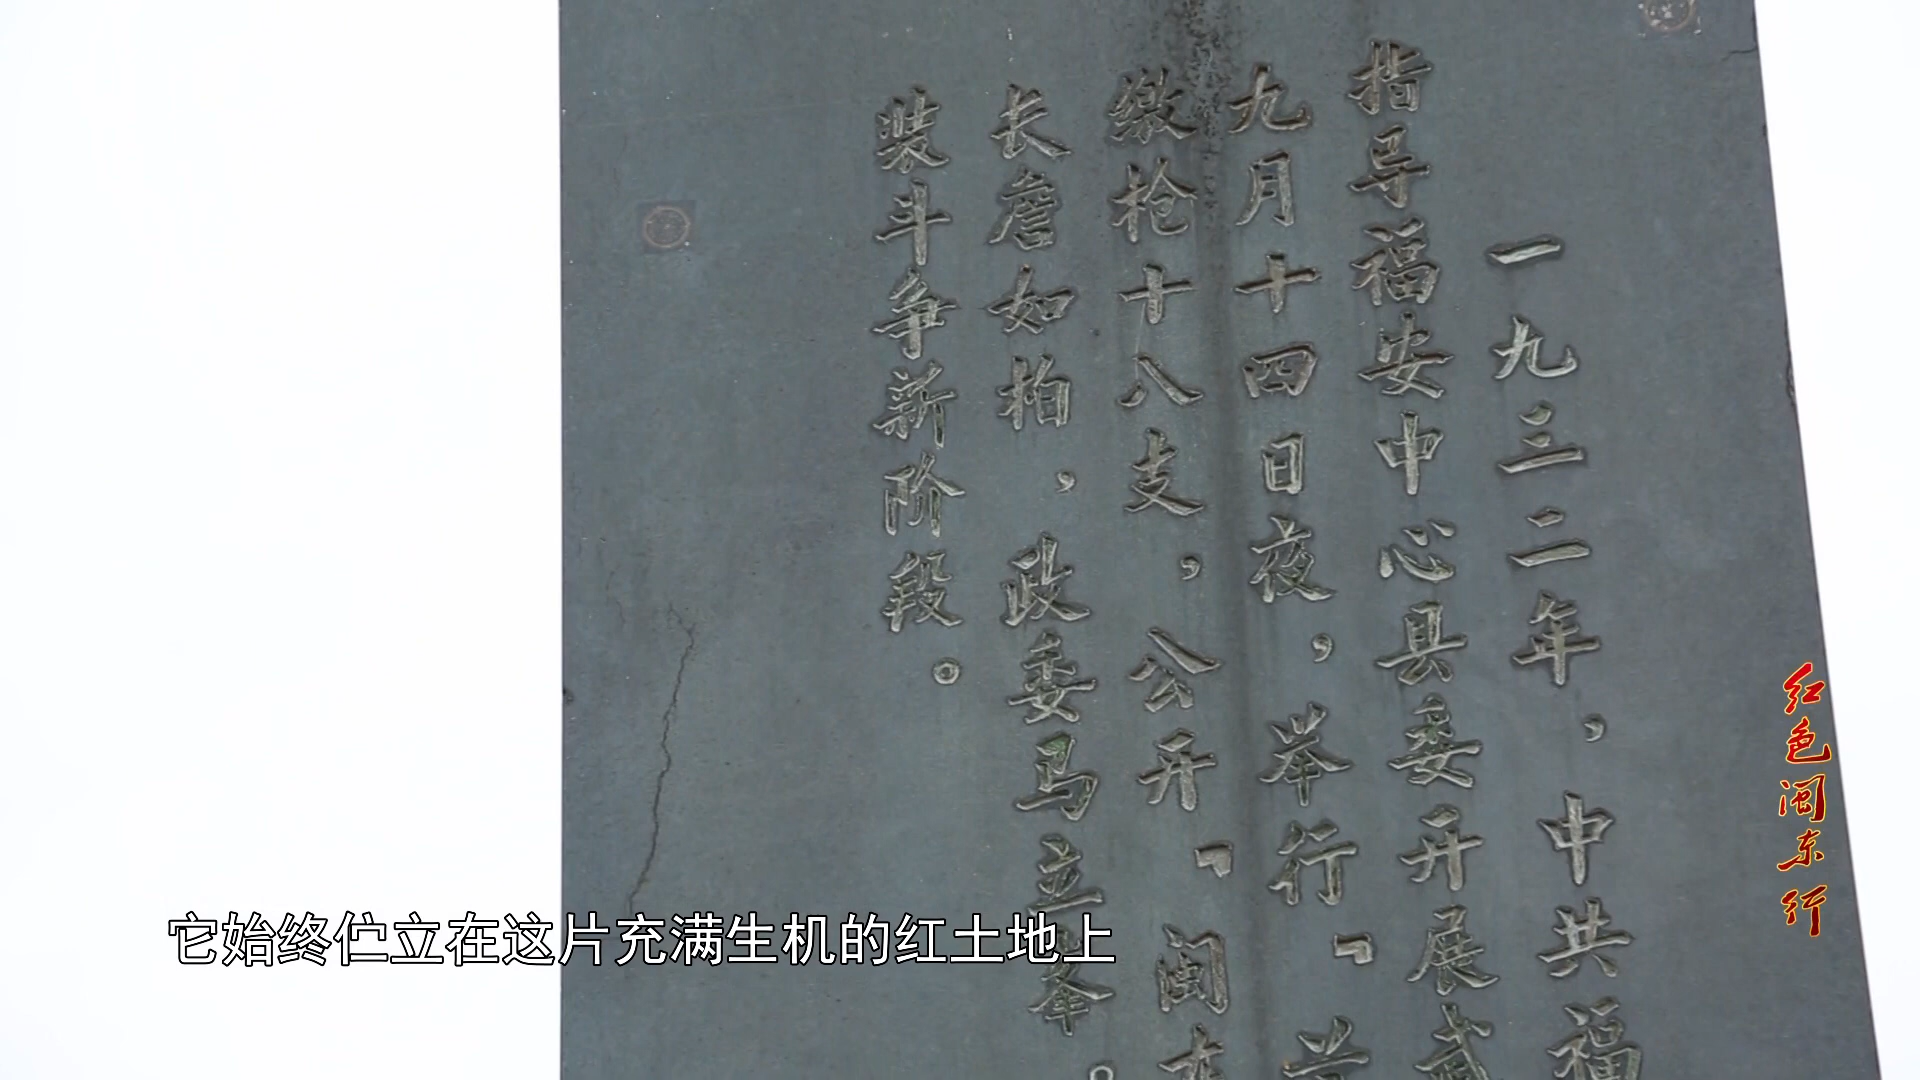 一九三二年，中共福
指导福安中心县委开展武
九月十四日夜，举行「兰
缴枪十八支，公开「闽东
长詹如柏，政委马立峰。
装斗争新阶段。
红色闽东行
它始终伫立在这片充满生机的红土地上